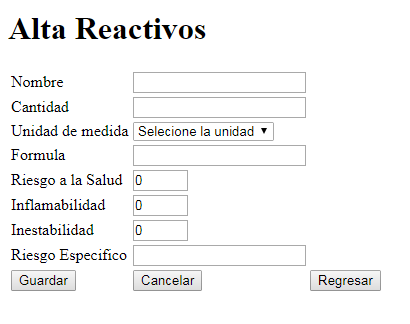 Alta Reactivos
Nombre
Cantidad
Unidad de medida Selecione la unidad
Formula
Riesgo a la Salud 0
Inflamabilidad 0
Inestabilidad 0
Riesgo Especifico
Guardar Cancelar Regresar